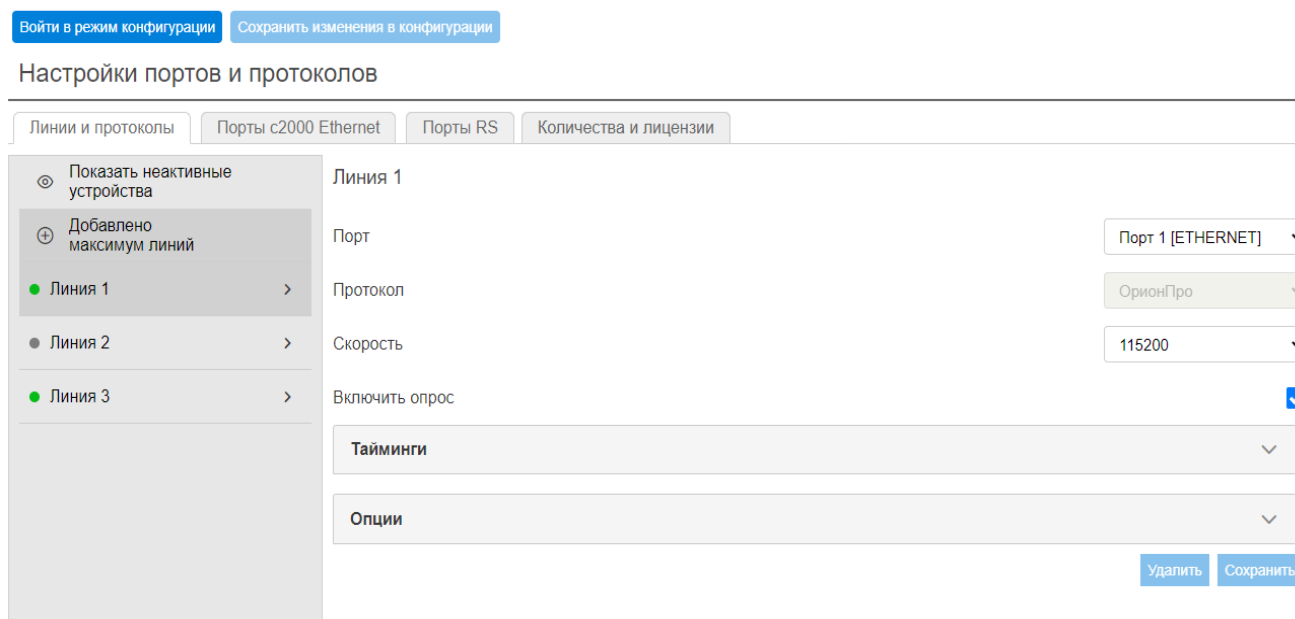 Войти в режим конфигурации
Сохранить изменения в конфигурации
Настройки портов и протоколов
Линии и протоколы
Порты с2000 Ethernet
Порты RS
Количества и лицензии
Показать неактивные
устройства
Добавлено
максимум линий
Линия 1
Линия 2
Линия 3
Линия 1
Порт
Порт 1 [ETHERNET]
Протокол
ОрионПро
Скорость
115200
Включить опрос
Тайминги
Опции
Удалить
Сохранить